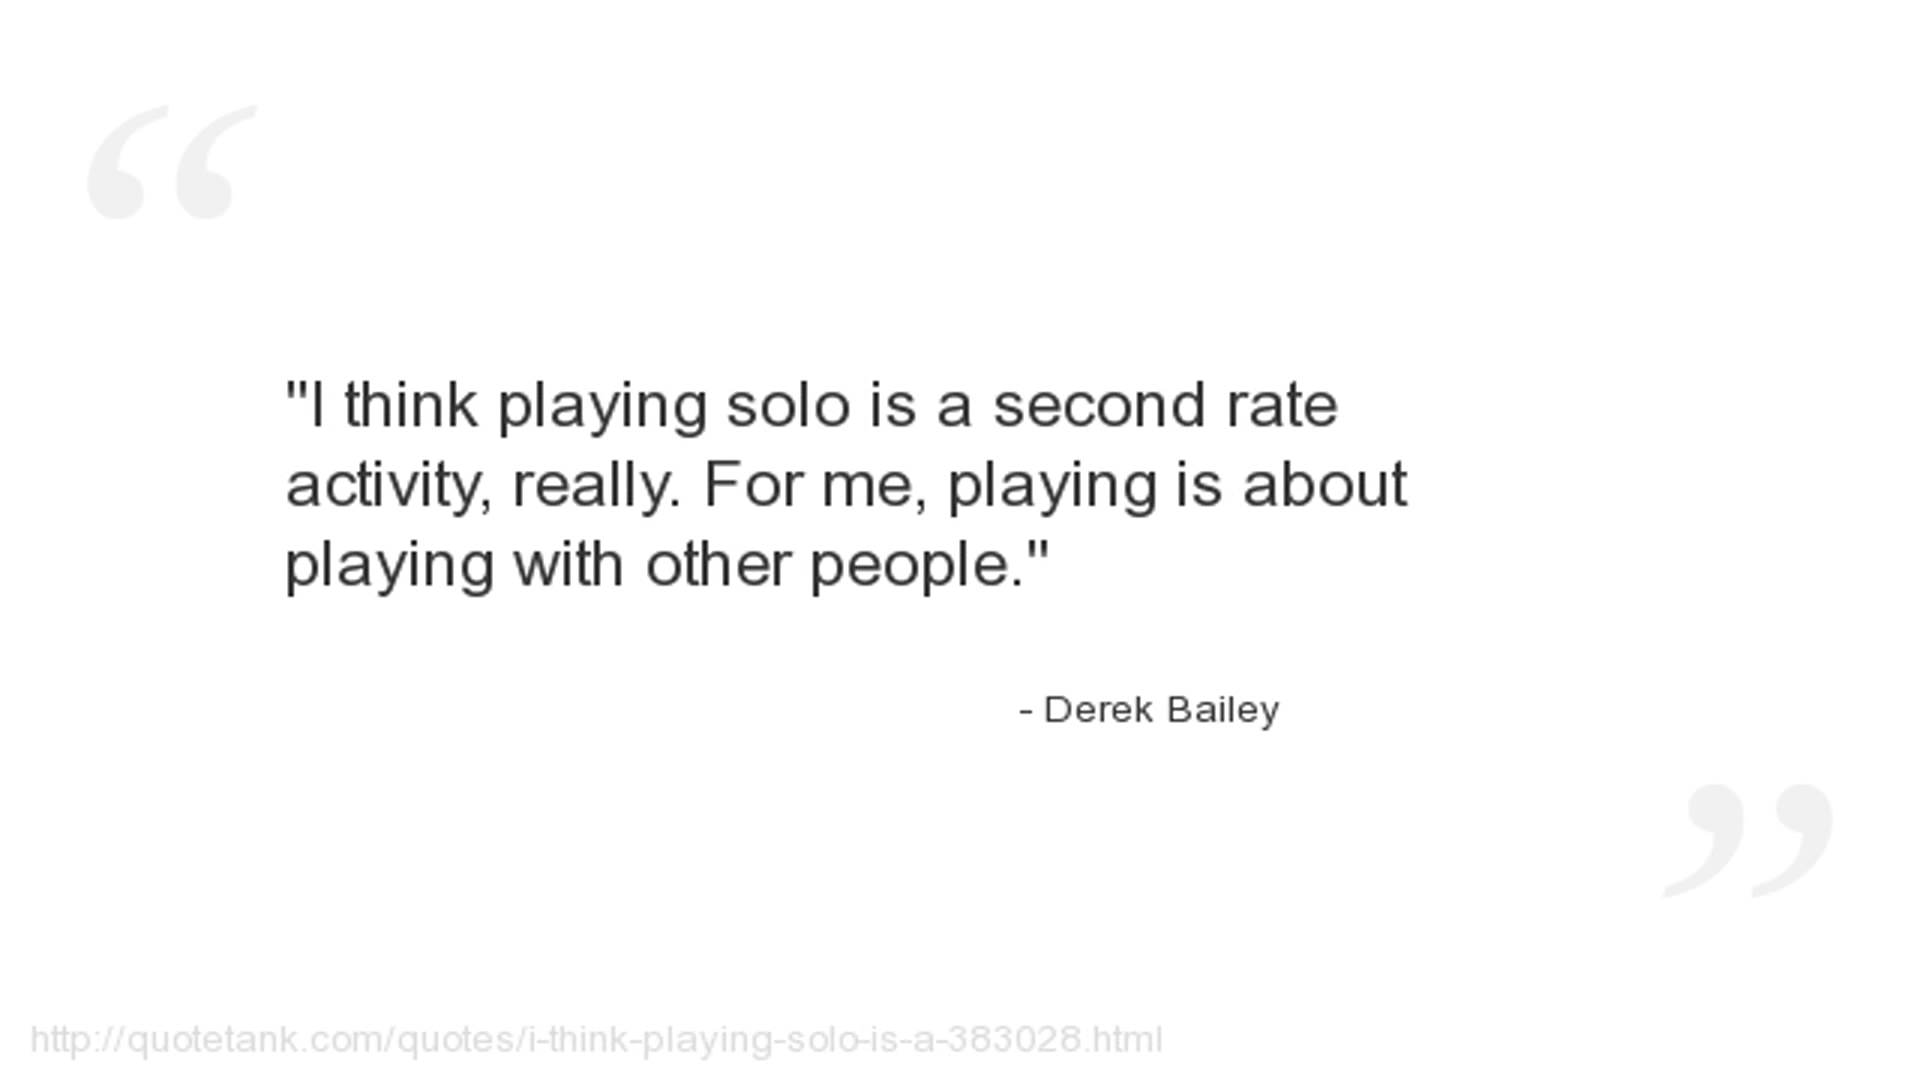 "I think playing solo is a second rate
activity, really. For me, playing is about
playing with other people."
- Derek Bailey
http://quotetank.com/quotes/i-think-playing-solo-is-a-383028.html